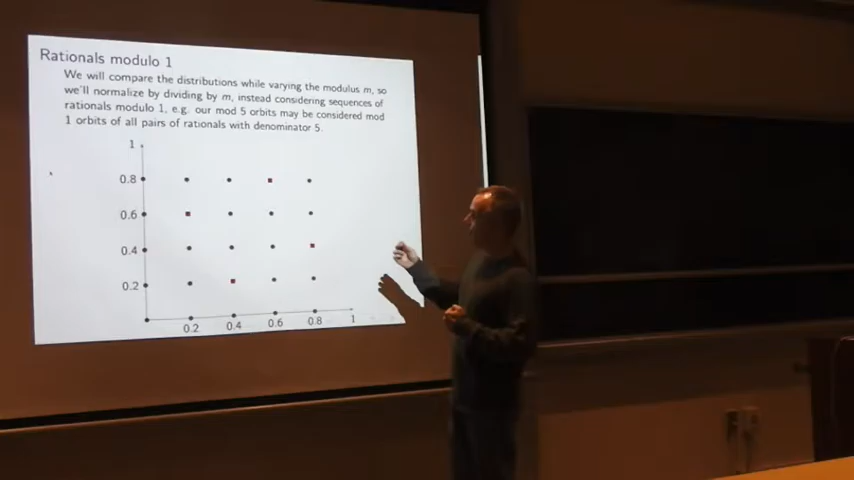 Rationals modulo 1
We will compare the distributions while varying the modulus m, so
we'll normalize by dividing by m, instead considering sequences of
rationals modulo 1, e.g. our mod 5 orbits may be considered mod
1 orbits of all pairs of rationals with denominator 5.
1
0.8
0.6
0.4
0.2
0.2 0.4 0.6 0.8 1